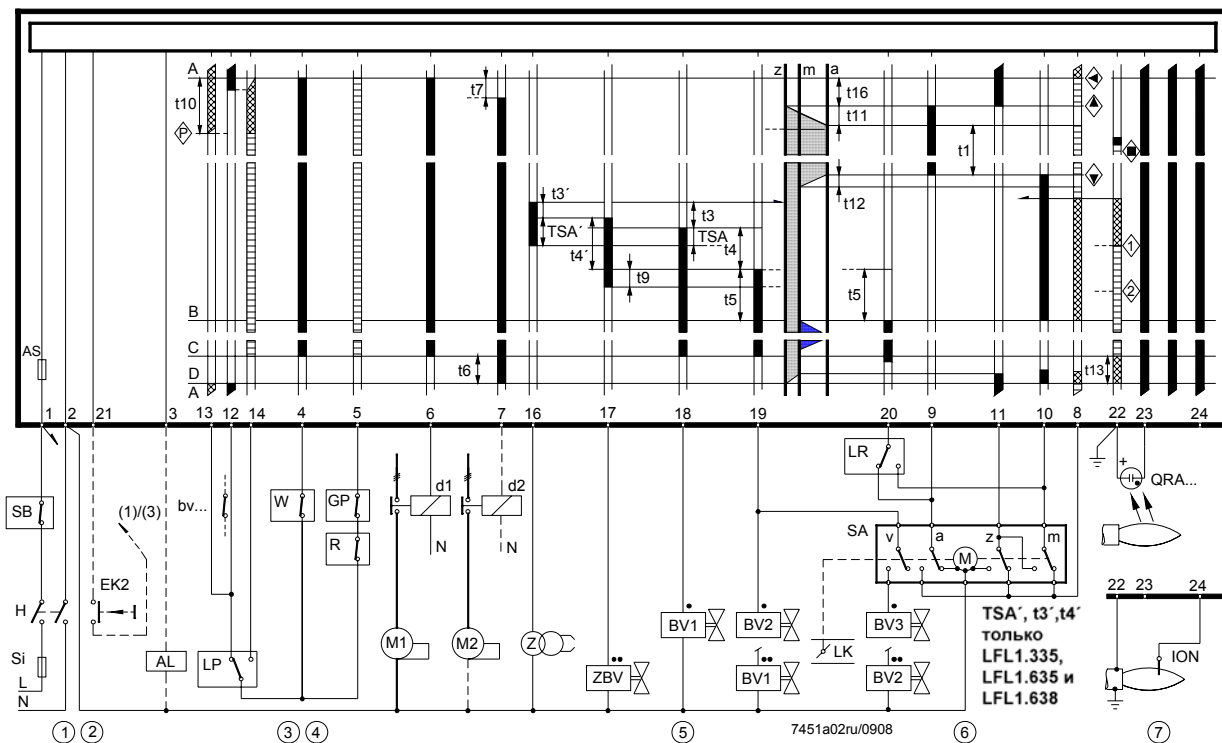 A z m a
t7 t16
t10 t11
P
t1
t3´ t12
t3
TSA´ TSA t4
t4´ t9
t5 t5
1
2
B
C
AS t6 t13
D
A
1 2 21 3 13 12 14 4 5 6 7 16 17 18 19 20 9 11 10 8 22 23 24
LR
+
QRA...
SB (1)/(3) bv... W GP d1 d2
R N N
SA v a z m
M
H EK2
22 23 24
Si AL LP M1 M2 Z BV1 BV2 BV3
L LK ION
N ZBV BV1 BV2
TSA´, t3´,t4´
только
LFL1.335,
LFL1.635 и
LFL1.638
1 2 3 4 5 7451a02ru/0908 6 7